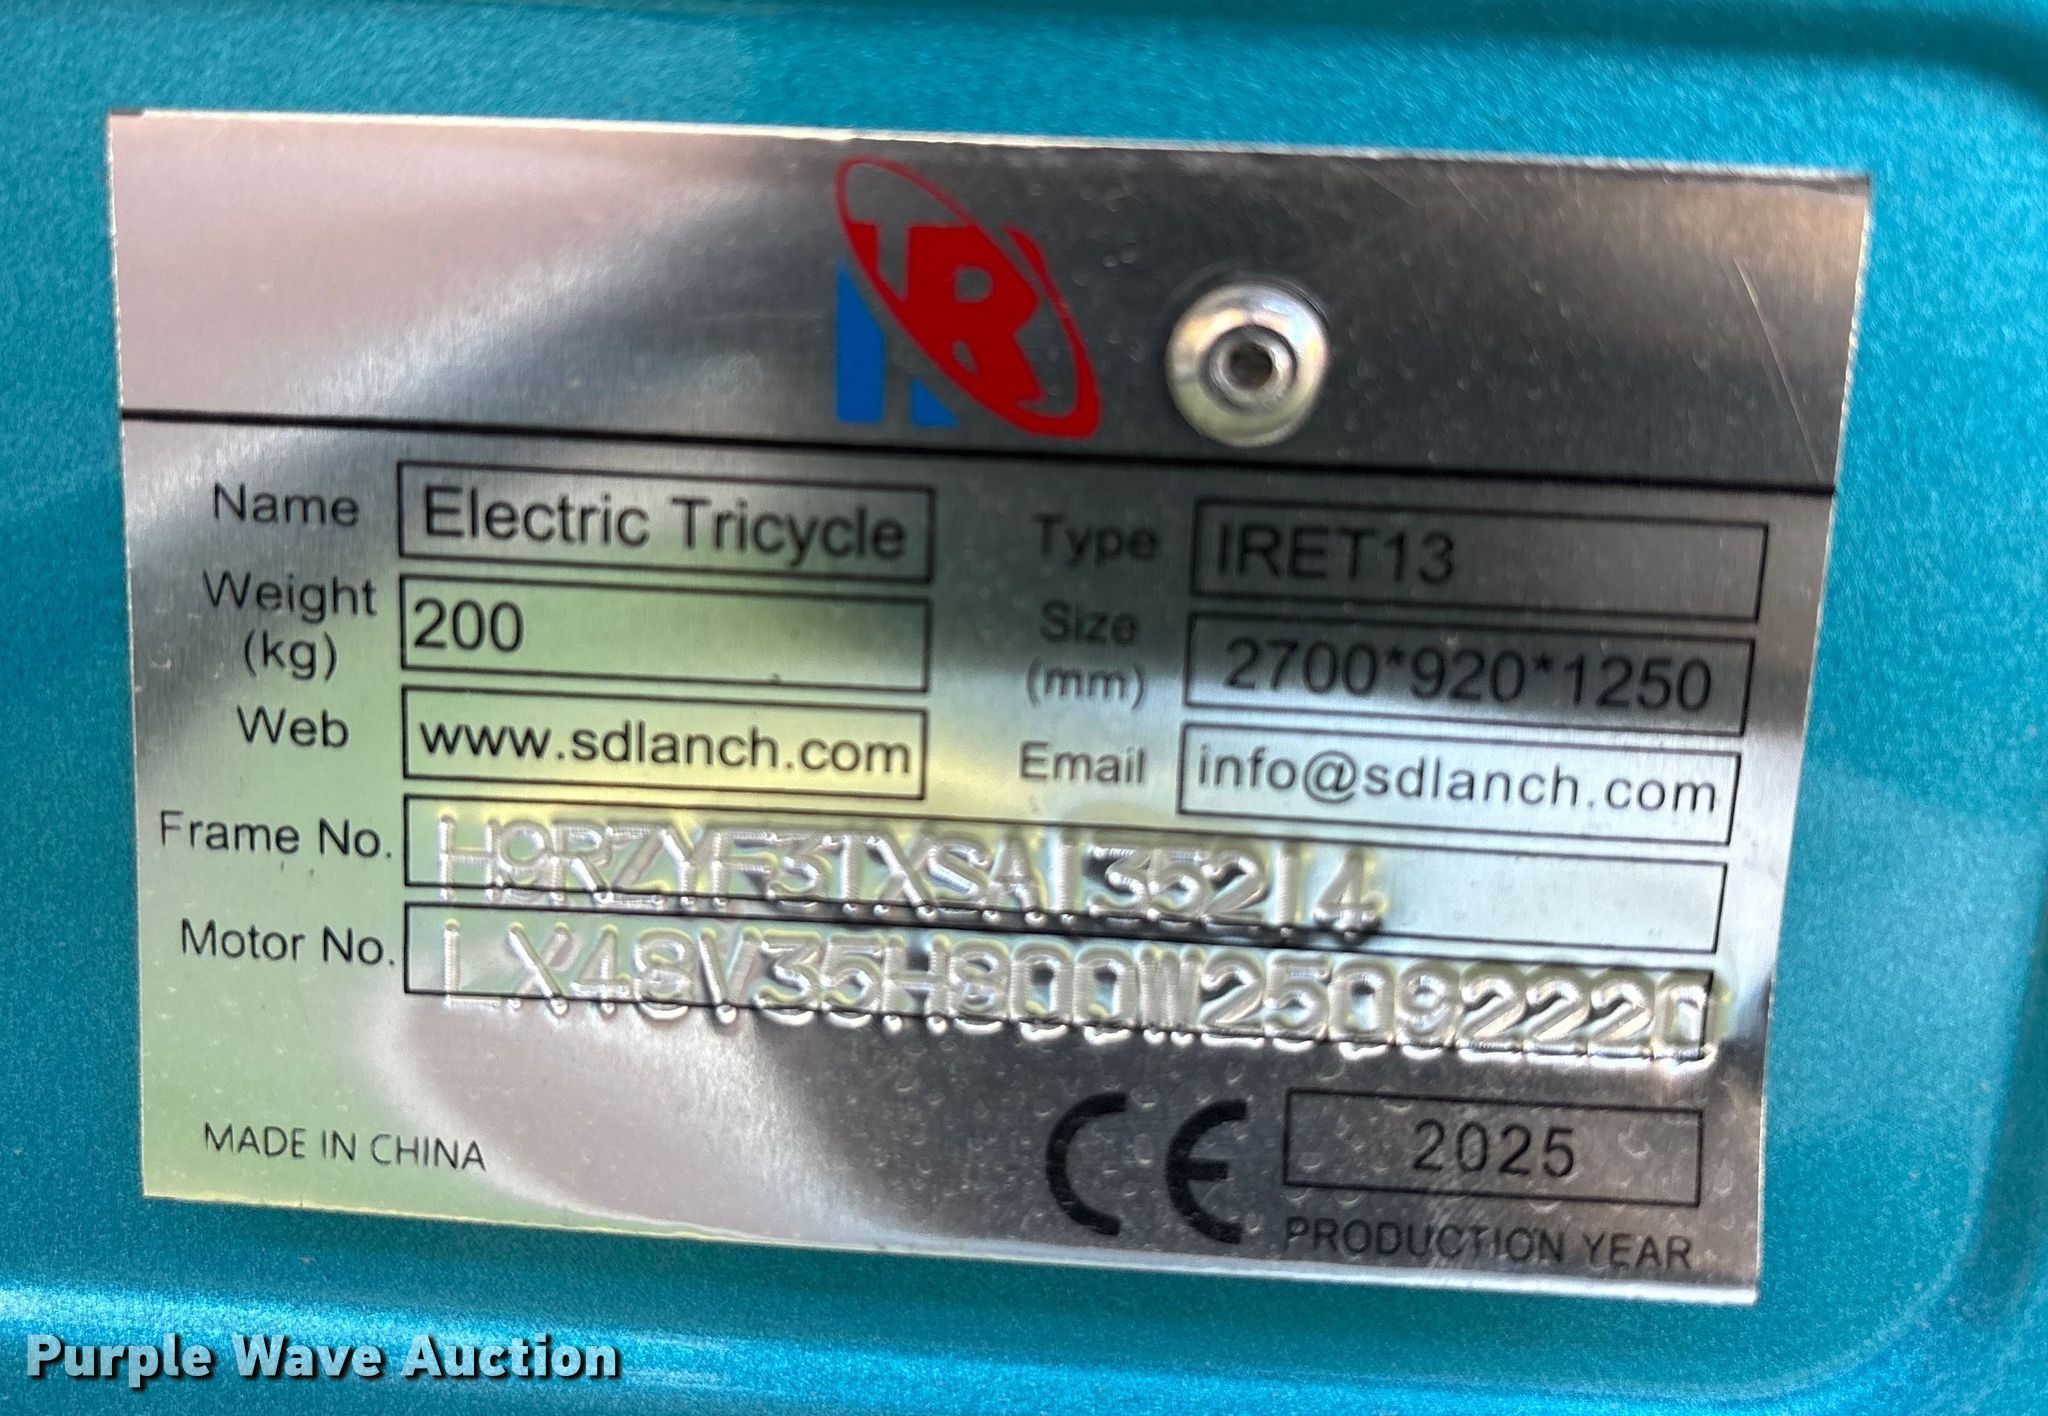 Name Electric Tricycle Type IRET13
Weight (kg) 200 Size (mm) 2700*920*1250
Web www.sdlanch.com Email info@sdlanch.com
Frame No. H9RZYF3TXSA135214
Motor No. LX48V35H800W25092220
MADE IN CHINA CE 2025
PRODUCTION YEAR
Purple Wave Auction